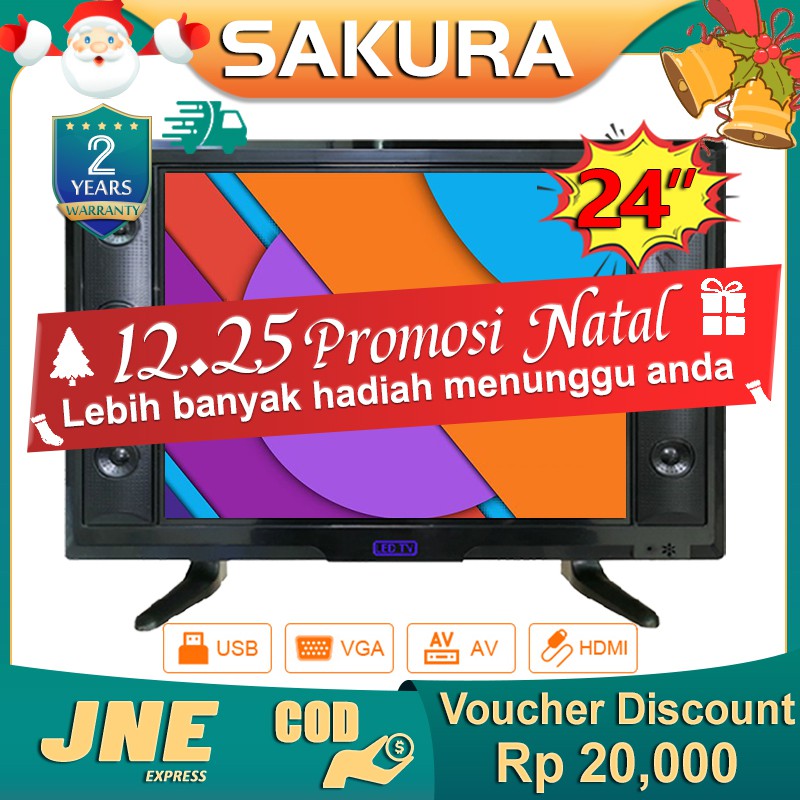 SAKURA
2
YEARS
WARRANTY
24"
12.25 Promosi Natal
Lebih banyak hadiah menunggu anda
LED TV
USB
VGA
AV
AV
HDMI
JNE
EXPRESS
COD
$
Voucher Discount
Rp 20,000